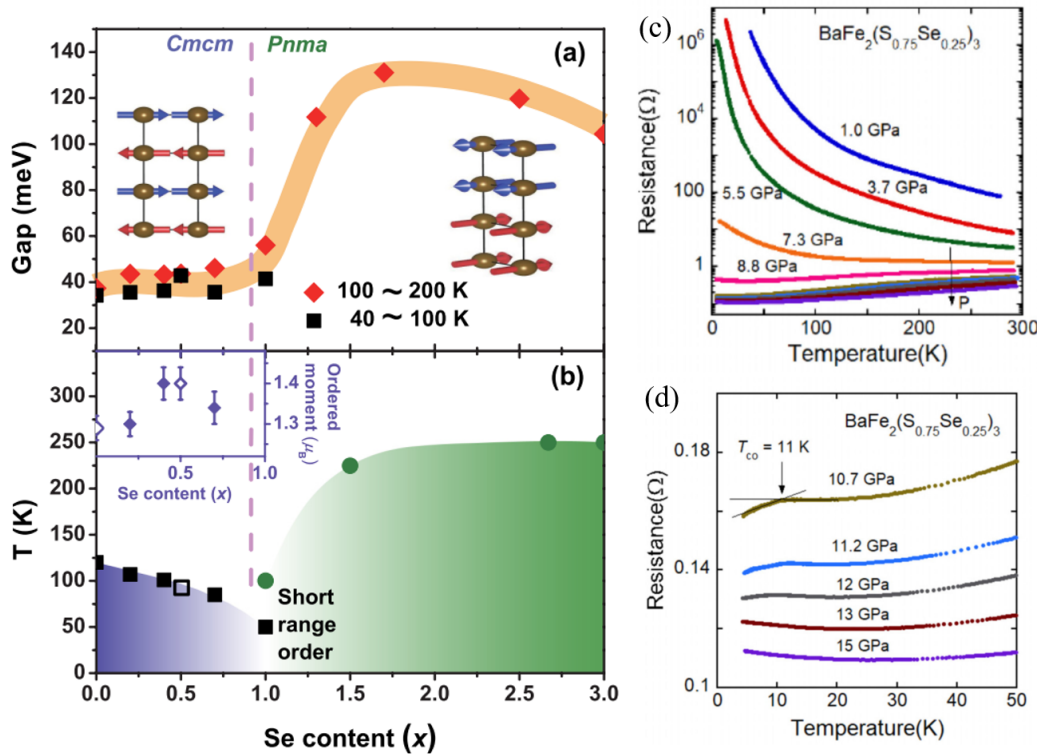 Cmcm
Pnma
(a)
140
120
100
80
60
40
20
Gap (meV)
100 ~ 200 K
40 ~ 100 K
(b)
300
250
200
150
100
50
0
T (K)
1.4
1.3
Ordered
moment (μB)
0.5
1.0
Se content (x)
Short
range
order
0.0
0.5
1.0
1.5
2.0
2.5
3.0
Se content (x)
(c)
BaFe2(S0.75Se0.25)3
10^6
10^4
100
1
Resistance(Ω)
1.0 GPa
3.7 GPa
5.5 GPa
7.3 GPa
8.8 GPa
P
0
100
200
300
Temperature(K)
(d)
BaFe2(S0.75Se0.25)3
0.18
0.14
0.1
Resistance(Ω)
Tco = 11 K
10.7 GPa
11.2 GPa
12 GPa
13 GPa
15 GPa
0
10
20
30
40
50
Temperature(K)